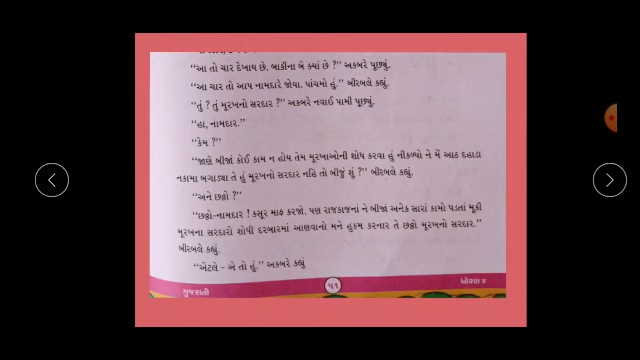 "આ તો ચાર દેખાય છે. બાકીના બે ક્યાં છે ?" અકબરે પૂછ્યું.
"આ ચાર તો આપ નામદારે જોયા. પાંચમો હું." બીરબલે કહ્યું.
"તું ? તું મૂરખનો સરદાર ?" અકબરે નવાઈ પામી પૂછ્યું.
"હા, નામદાર."
"કેમ ?"
"જાણે બીજાં કોઈ કામ ન હોય તેમ મૂરખાઓની શોધ કરવા હું નીકળ્યો ને મેં આઠ દહાડા
નકામા બગાડ્યા તે હું મૂરખનો સરદાર નહિ તો બીજું શું ?" બીરબલે કહ્યું.
"અને છઠ્ઠો ?"
"છઠ્ઠો-નામદાર ! કસૂર માફ કરજો. પણ રાજકાજનાં ને બીજાં અનેક સારાં કામો પડતાં મૂકી
મૂરખના સરદારો શોધી દરબારમાં આણવાનો મને હુકમ કરનાર તે છઠ્ઠો મૂરખનો સરદાર."
બીરબલે કહ્યું.
"એટલે - એ તો હું." અકબરે કહ્યું
ગુજરાતી
૫૧
ધોરણ ૪